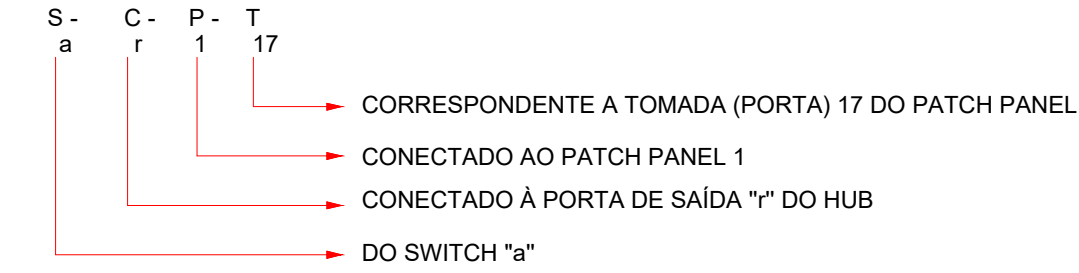 S - C - P - T
a r 1 17
CORRESPONDENTE A TOMADA (PORTA) 17 DO PATCH PANEL
CONECTADO AO PATCH PANEL 1
CONECTADO À PORTA DE SAÍDA "r" DO HUB
DO SWITCH "a"